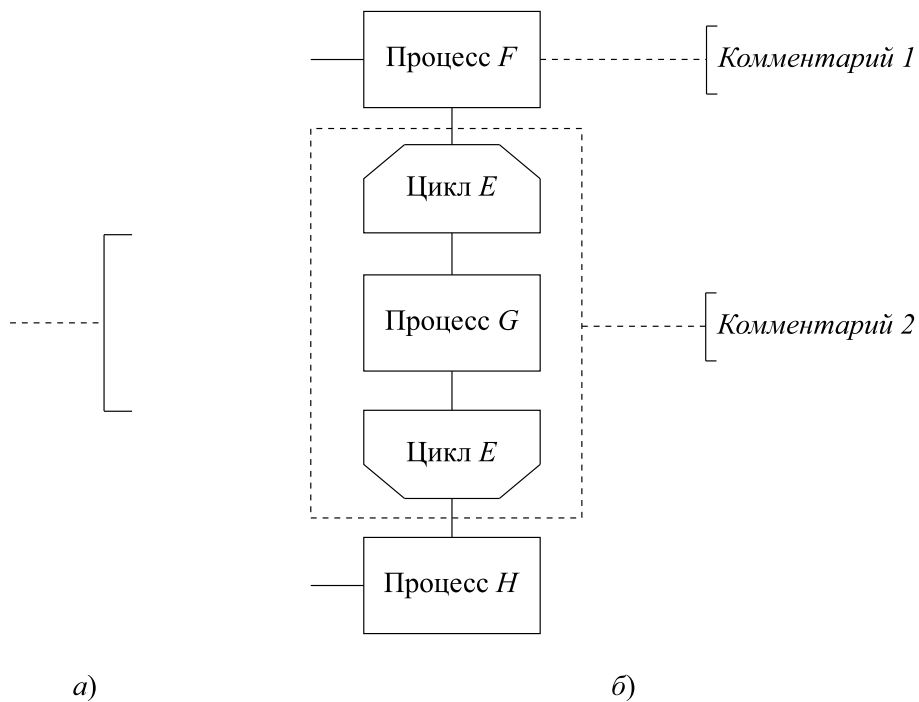 Процесс F
Комментарий 1
Цикл E
Процесс G
Комментарий 2
Цикл E
Процесс H
а)
б)